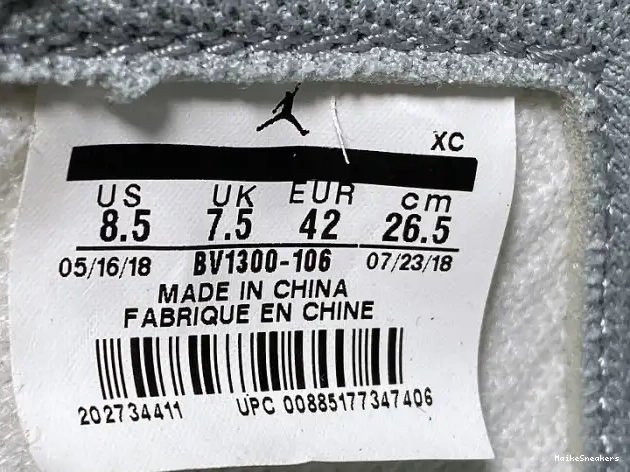 XC
US UK EUR cm
8.5 7.5 42 26.5
05/16/18 BV1300-106 07/23/18
MADE IN CHINA
FABRIQUE EN CHINE
202734411 UPC 00885177347406
MaikeSneakers